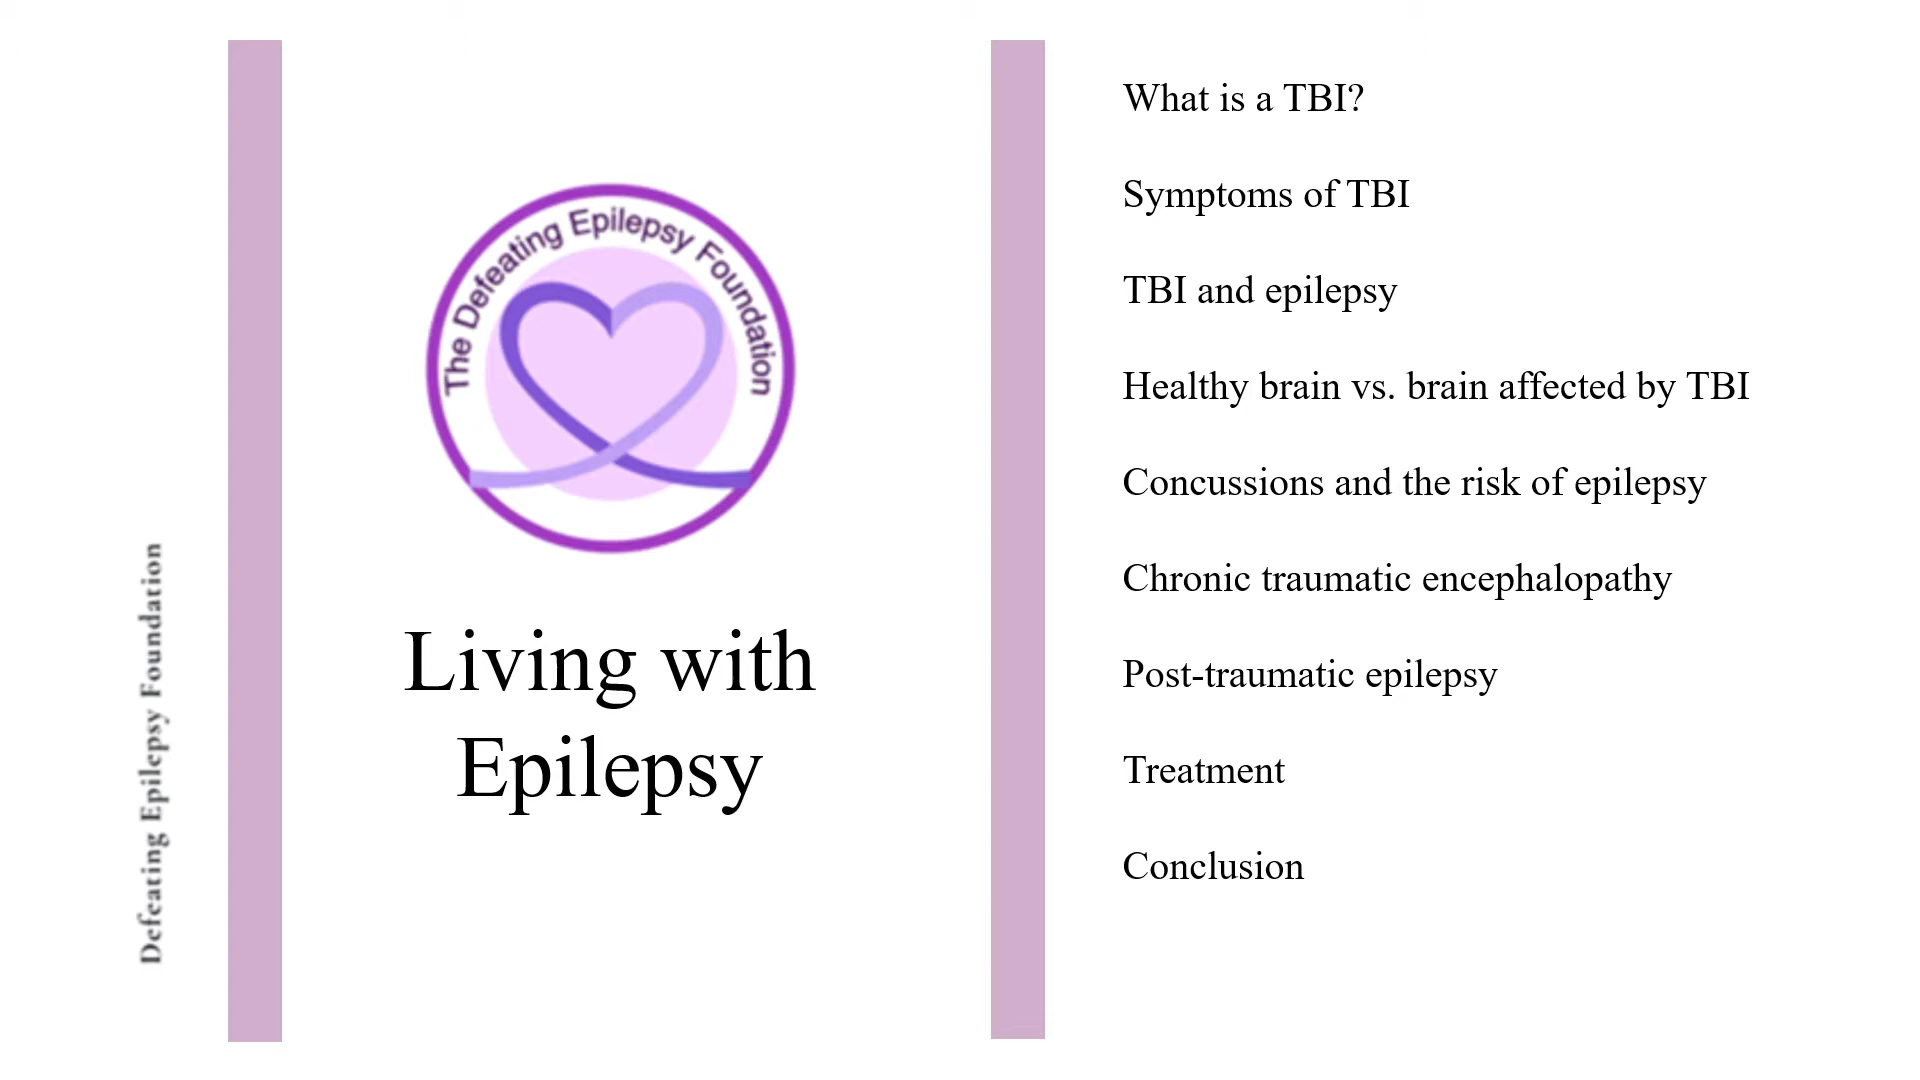 Defeating Epilepsy Foundation
The Defeating Epilepsy Foundation
Living with
Epilepsy
What is a TBI?
Symptoms of TBI
TBI and epilepsy
Healthy brain vs. brain affected by TBI
Concussions and the risk of epilepsy
Chronic traumatic encephalopathy
Post-traumatic epilepsy
Treatment
Conclusion